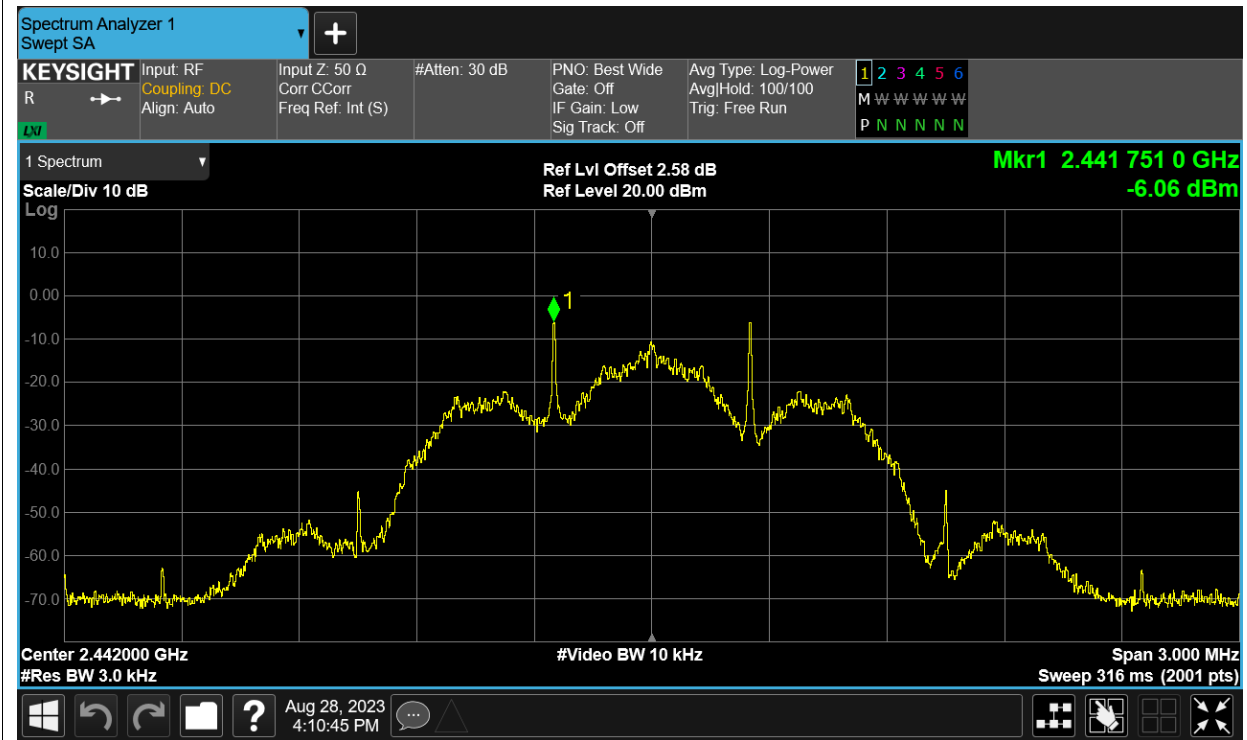 Spectrum Analyzer 1
Swept SA
+
KEYSIGHT
R
LXI
Input: RF
Coupling: DC
Align: Auto
Input Z: 50 Ω
Corr CCorr
Freq Ref: Int (S)
#Atten: 30 dB
PNO: Best Wide
Gate: Off
IF Gain: Low
Sig Track: Off
Avg Type: Log-Power
Avg|Hold: 100/100
Trig: Free Run
1 2 3 4 5 6
M W W W W W
P N N N N N
1 Spectrum
Scale/Div 10 dB
Ref Lvl Offset 2.58 dB
Ref Level 20.00 dBm
Mkr1 2.441 751 0 GHz
-6.06 dBm
Log
10.0
0.00
-10.0
-20.0
-30.0
-40.0
-50.0
-60.0
-70.0
1
Center 2.442000 GHz
#Res BW 3.0 kHz
#Video BW 10 kHz
Span 3.000 MHz
Sweep 316 ms (2001 pts)
?
Aug 28, 2023
4:10:45 PM